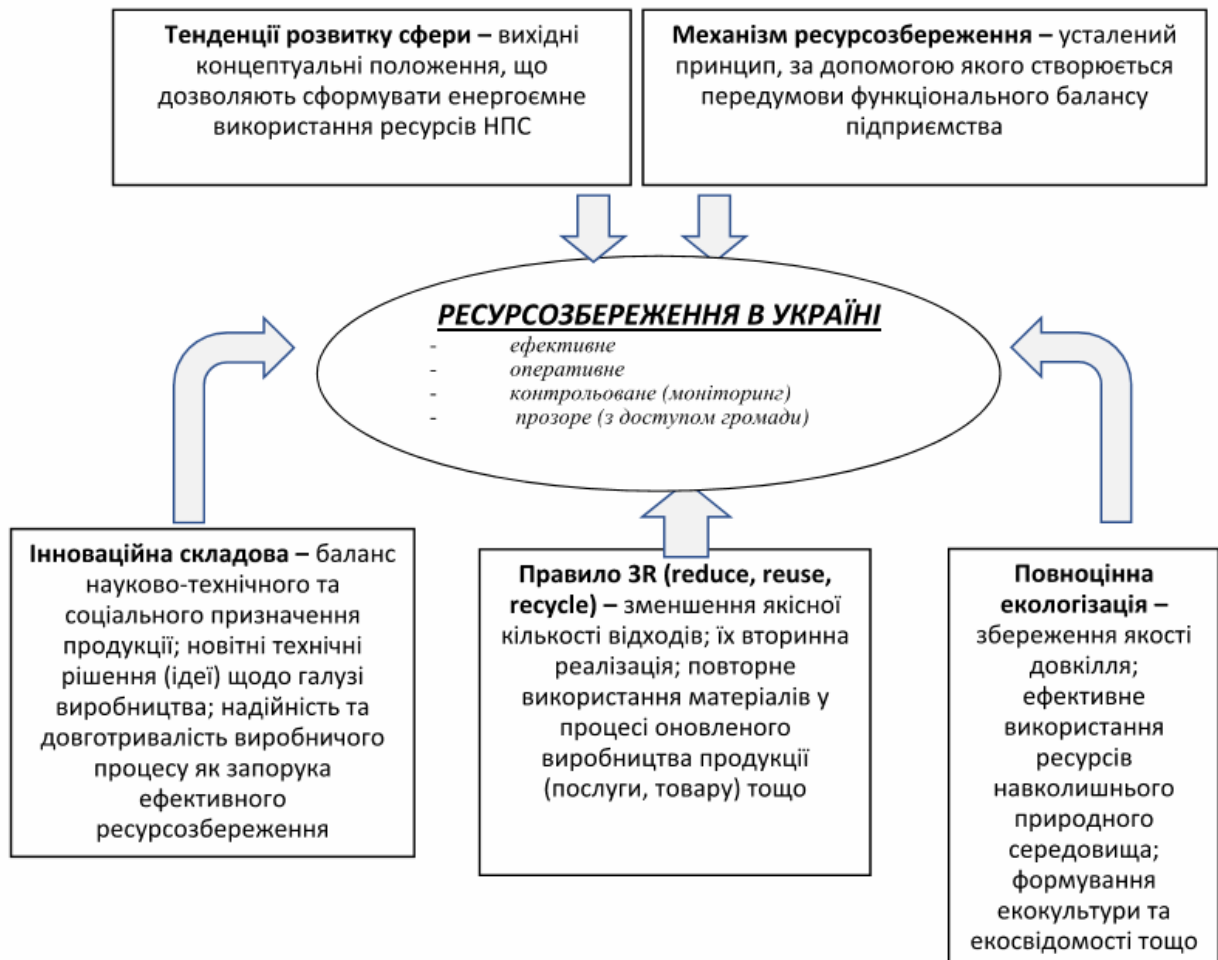 Тенденції розвитку сфери – вихідні
концептуальні положення, що
дозволяють сформувати енергоємне
використання ресурсів НПС
Механізм ресурсозбереження – усталений
принцип, за допомогою якого створюється
передумови функціонального балансу
підприємства
РЕСУРСОЗБЕРЕЖЕННЯ В УКРАЇНІ
- ефективне
- оперативне
- контрольоване (моніторинг)
- прозоре (з доступом громади)
Інноваційна складова – баланс
науково-технічного та
соціального призначення
продукції; новітні технічні
рішення (ідеї) щодо галузі
виробництва; надійність та
довготривалість виробничого
процесу як запорука
ефективного
ресурсозбереження
Правило 3R (reduce, reuse,
recycle) – зменшення якісної
кількості відходів; їх вторинна
реалізація; повторне
використання матеріалів у
процесі оновленого
виробництва продукції
(послуги, товару) тощо
Повноцінна
екологізація –
збереження якості
довкілля;
ефективне
використання
ресурсів
навколишнього
природного
середовища;
формування
екокультури та
екосвідомості тощо